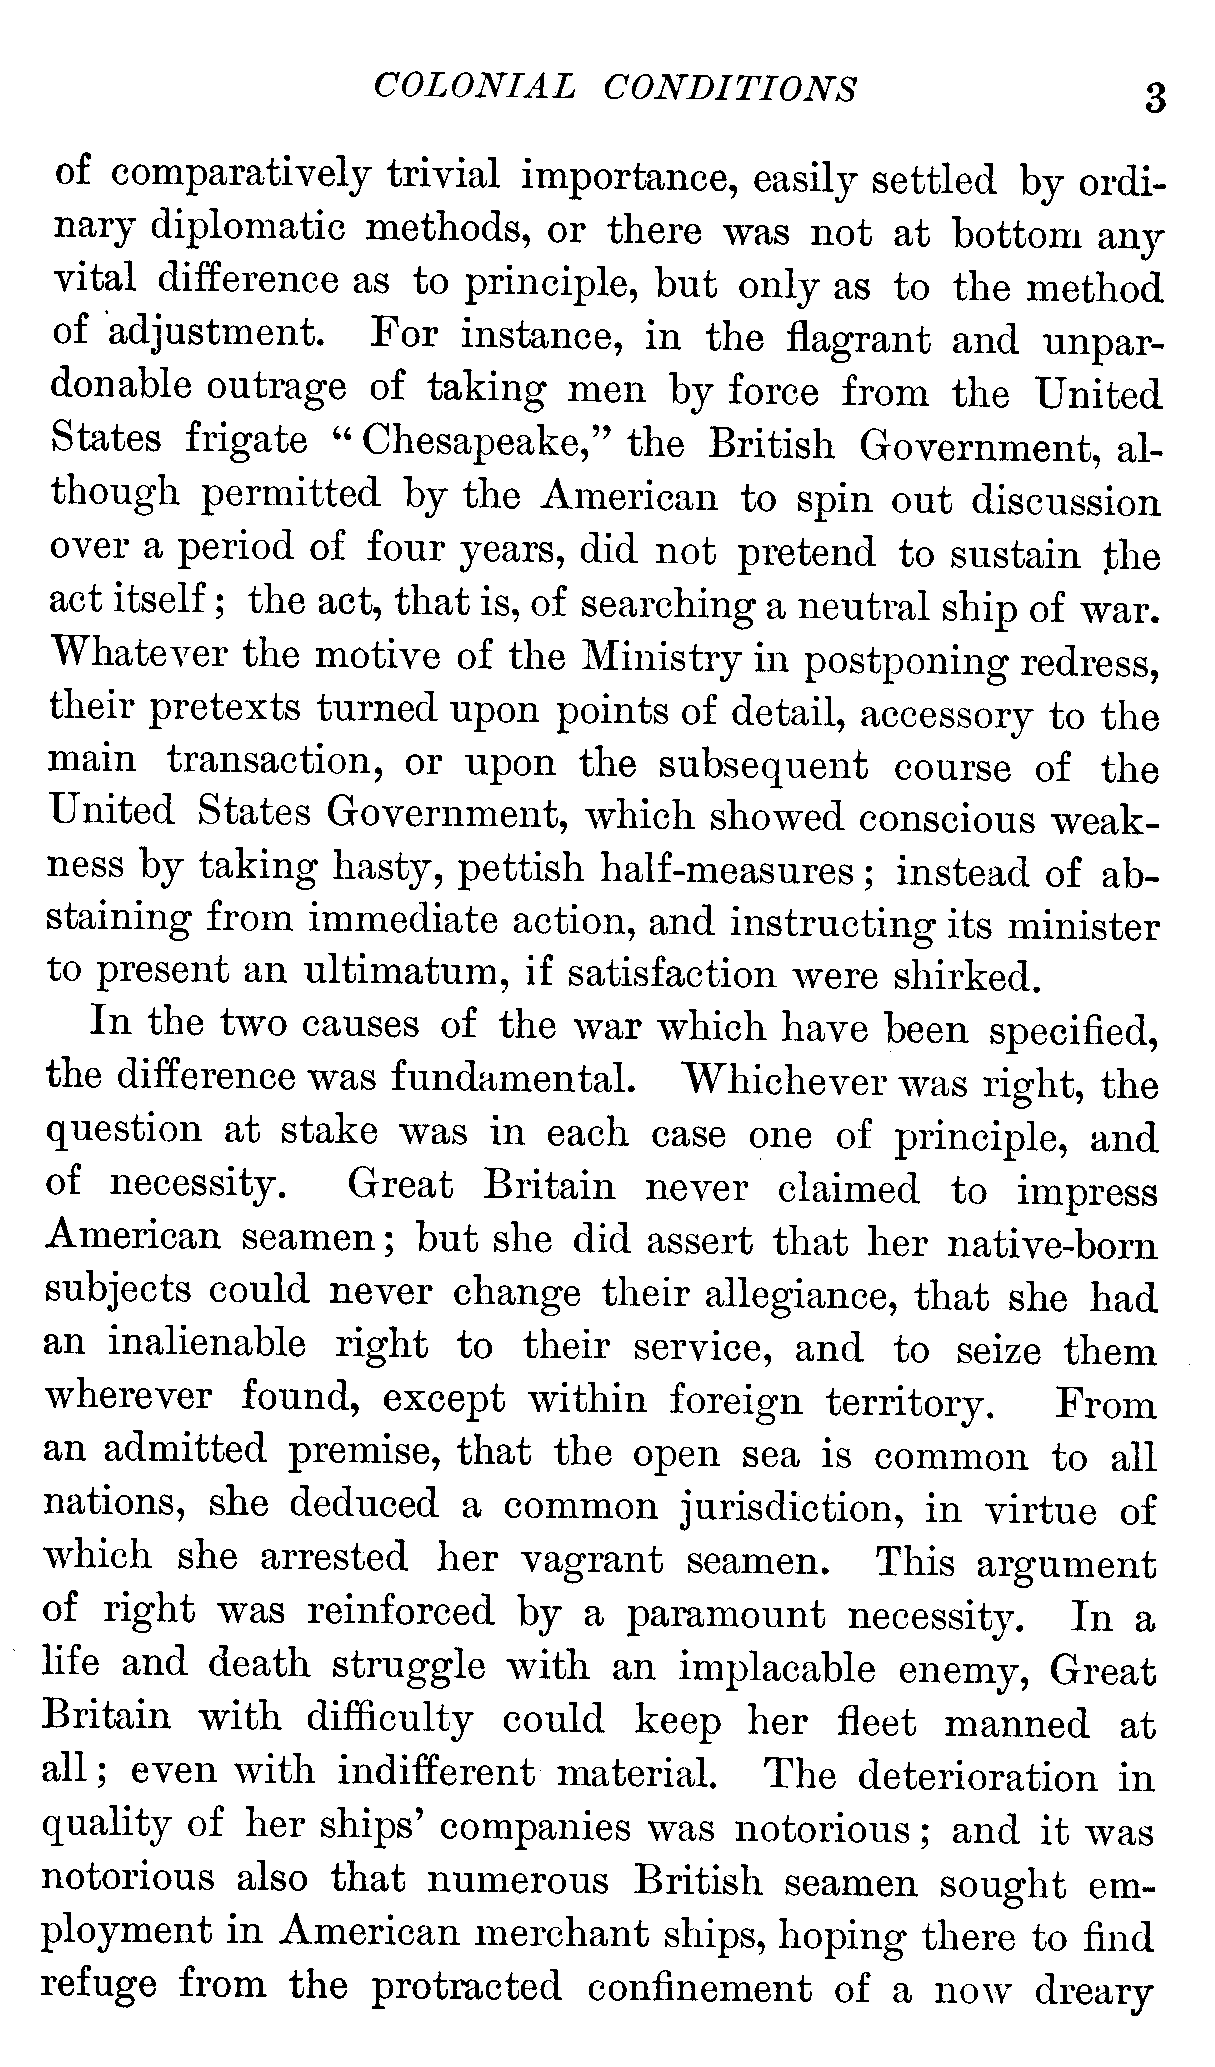 COLONIAL CONDITIONS 3
of comparatively trivial importance, easily settled by ordi-
nary diplomatic methods, or there was not at bottom any
vital difference as to principle, but only as to the method
of adjustment. For instance, in the flagrant and unpar-
donable outrage of taking men by force from the United
States frigate “Chesapeake,” the British Government, al-
though permitted by the American to spin out discussion
over a period of four years, did not pretend to sustain the
act itself; the act, that is, of searching a neutral ship of war.
Whatever the motive of the Ministry in postponing redress,
their pretexts turned upon points of detail, accessory to the
main transaction, or upon the subsequent course of the
United States Government, which showed conscious weak-
ness by taking hasty, pettish half-measures; instead of ab-
staining from immediate action, and instructing its minister
to present an ultimatum, if satisfaction were shirked.
In the two causes of the war which have been specified,
the difference was fundamental. Whichever was right, the
question at stake was in each case one of principle, and
of necessity. Great Britain never claimed to impress
American seamen; but she did assert that her native-born
subjects could never change their allegiance, that she had
an inalienable right to their service, and to seize them
wherever found, except within foreign territory. From
an admitted premise, that the open sea is common to all
nations, she deduced a common jurisdiction, in virtue of
which she arrested her vagrant seamen. This argument
of right was reinforced by a paramount necessity. In a
life and death struggle with an implacable enemy, Great
Britain with difficulty could keep her fleet manned at
all; even with indifferent material. The deterioration in
quality of her ships’ companies was notorious; and it was
notorious also that numerous British seamen sought em-
ployment in American merchant ships, hoping there to find
refuge from the protracted confinement of a now dreary